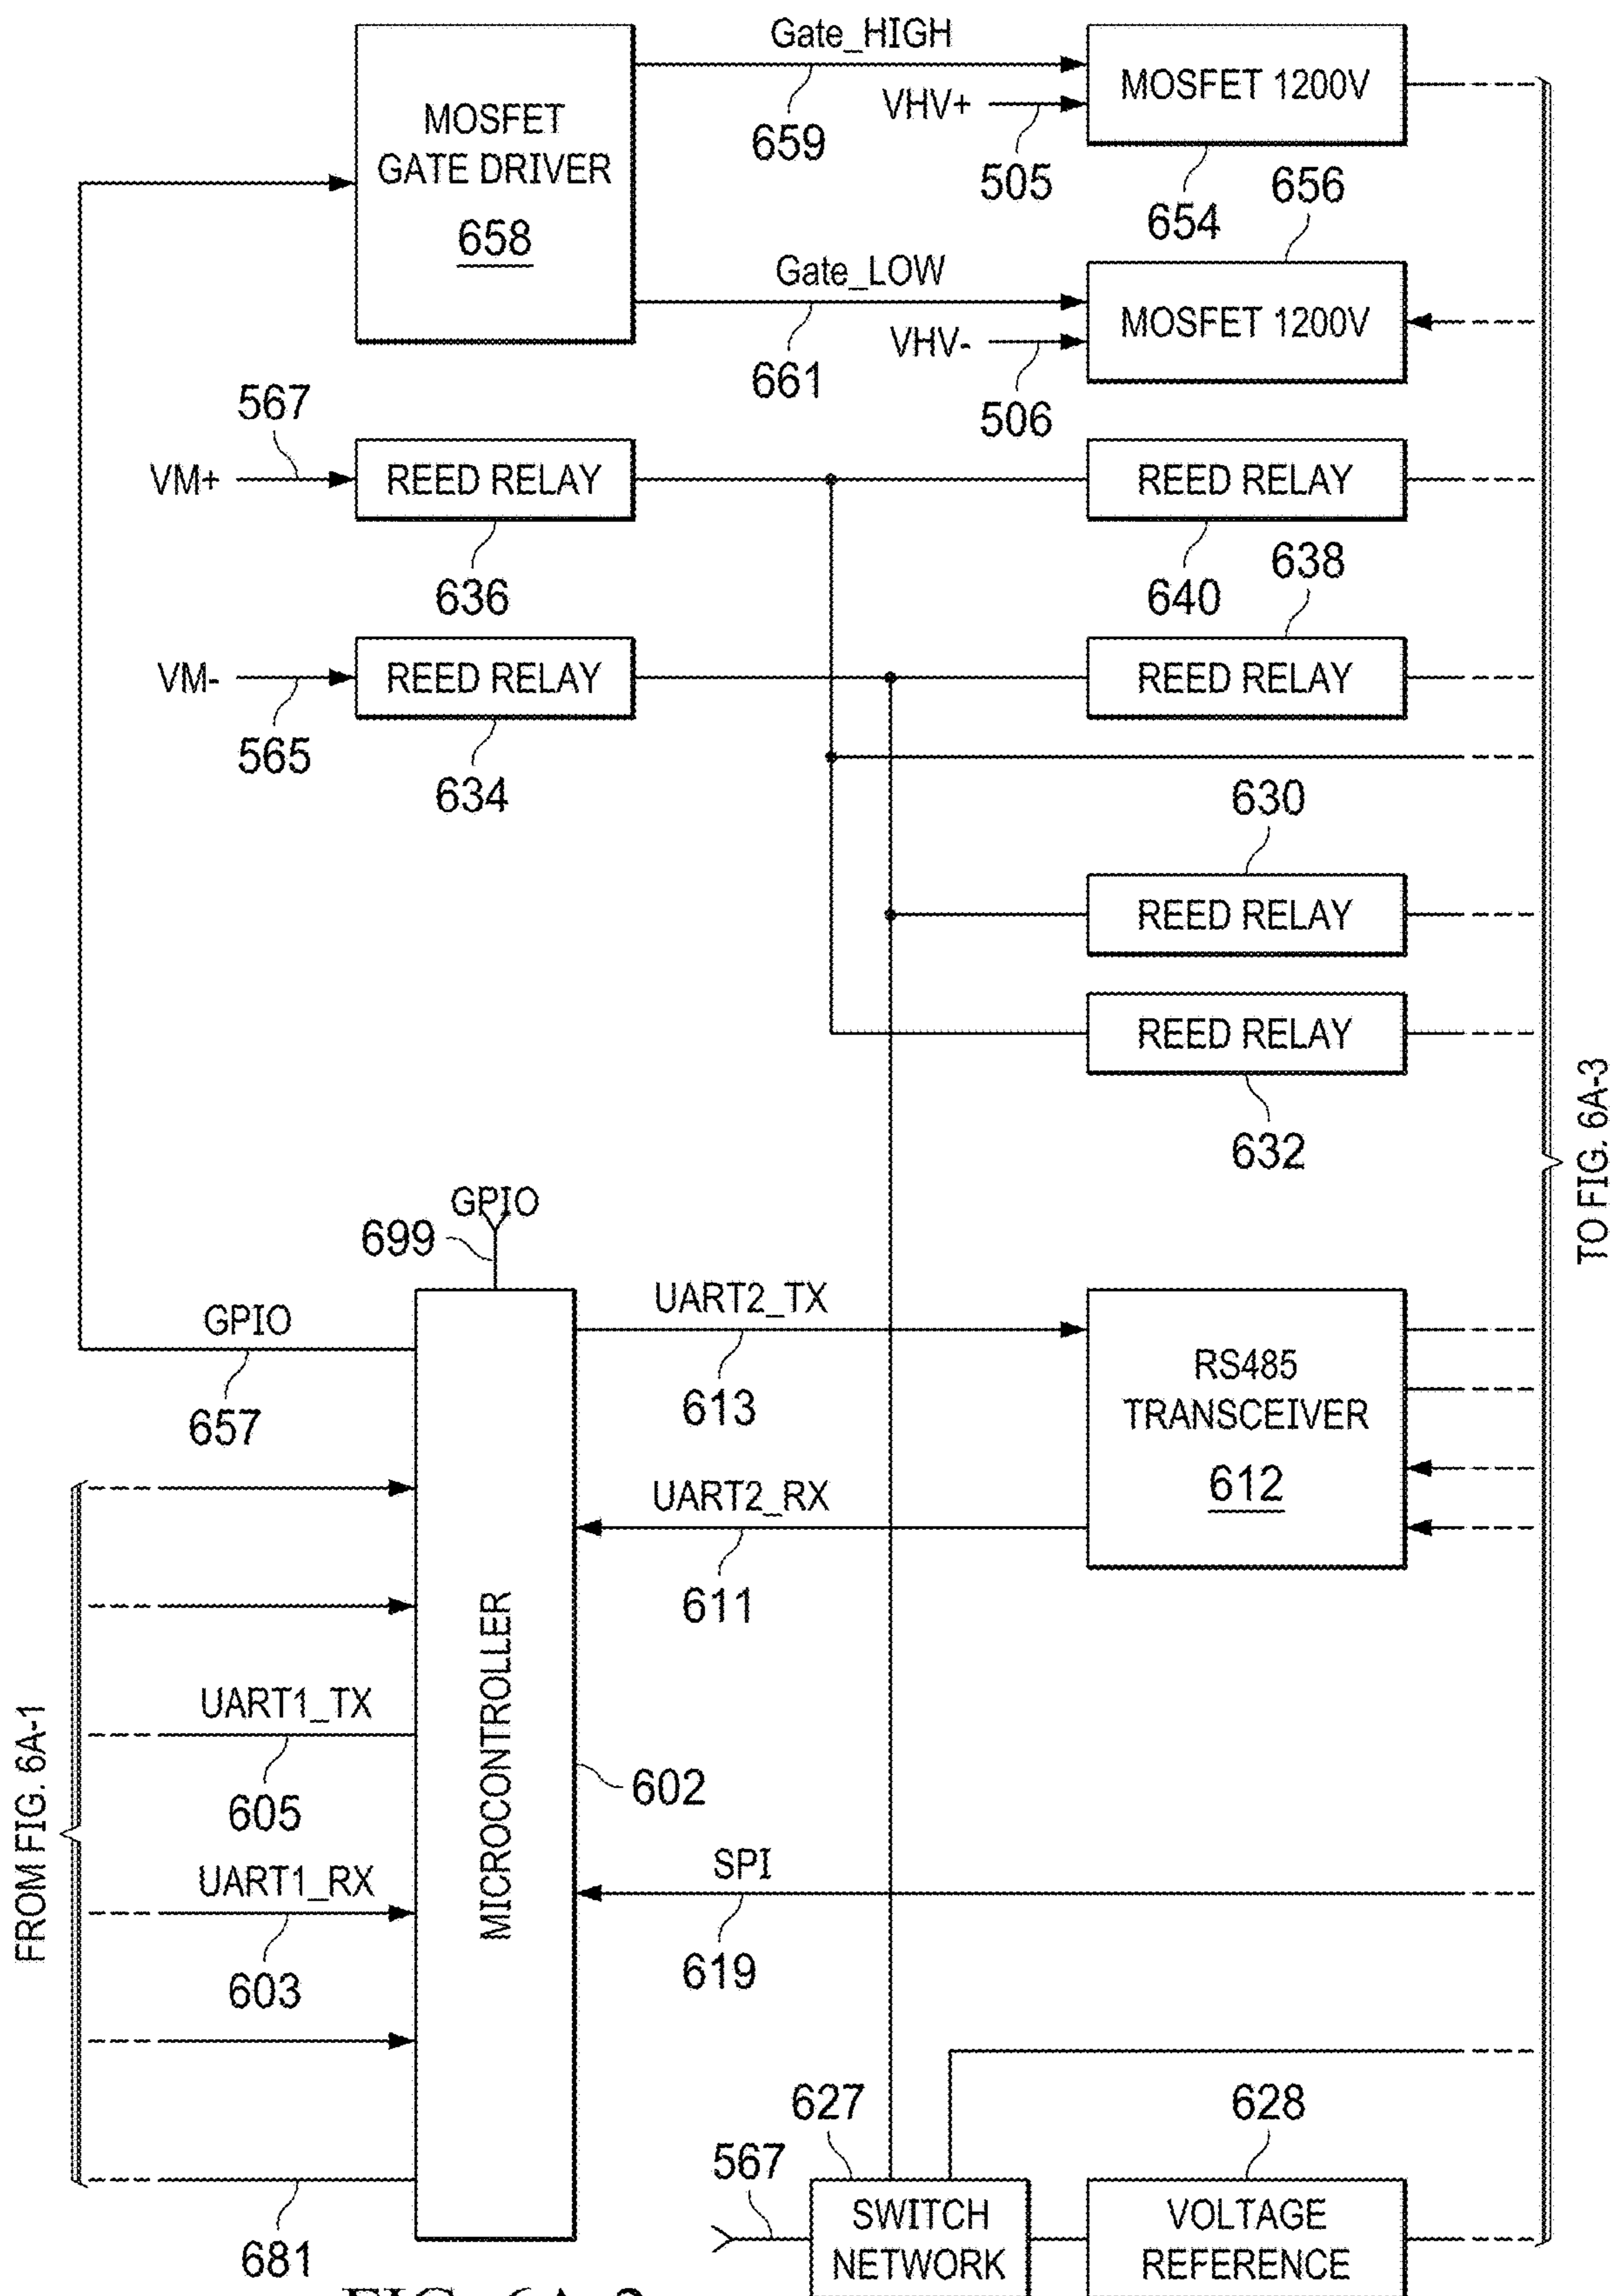 Gate_HIGH
MOSFET 1200V
MOSFET
GATE DRIVER
658
VHV+
659
505
654
656
Gate_LOW
MOSFET 1200V
VHV-
661
506
567
VM+
REED RELAY
REED RELAY
636
640
638
VM-
REED RELAY
REED RELAY
565
634
630
REED RELAY
REED RELAY
632
TO FIG. 6A-3
GPIO
699
GPIO
657
UART2_TX
613
RS485
TRANSCEIVER
612
UART2_RX
611
MICROCONTROLLER
602
FROM FIG. 6A-1
UART1_TX
605
UART1_RX
603
SPI
619
627
628
567
SWITCH
NETWORK
VOLTAGE
REFERENCE
681